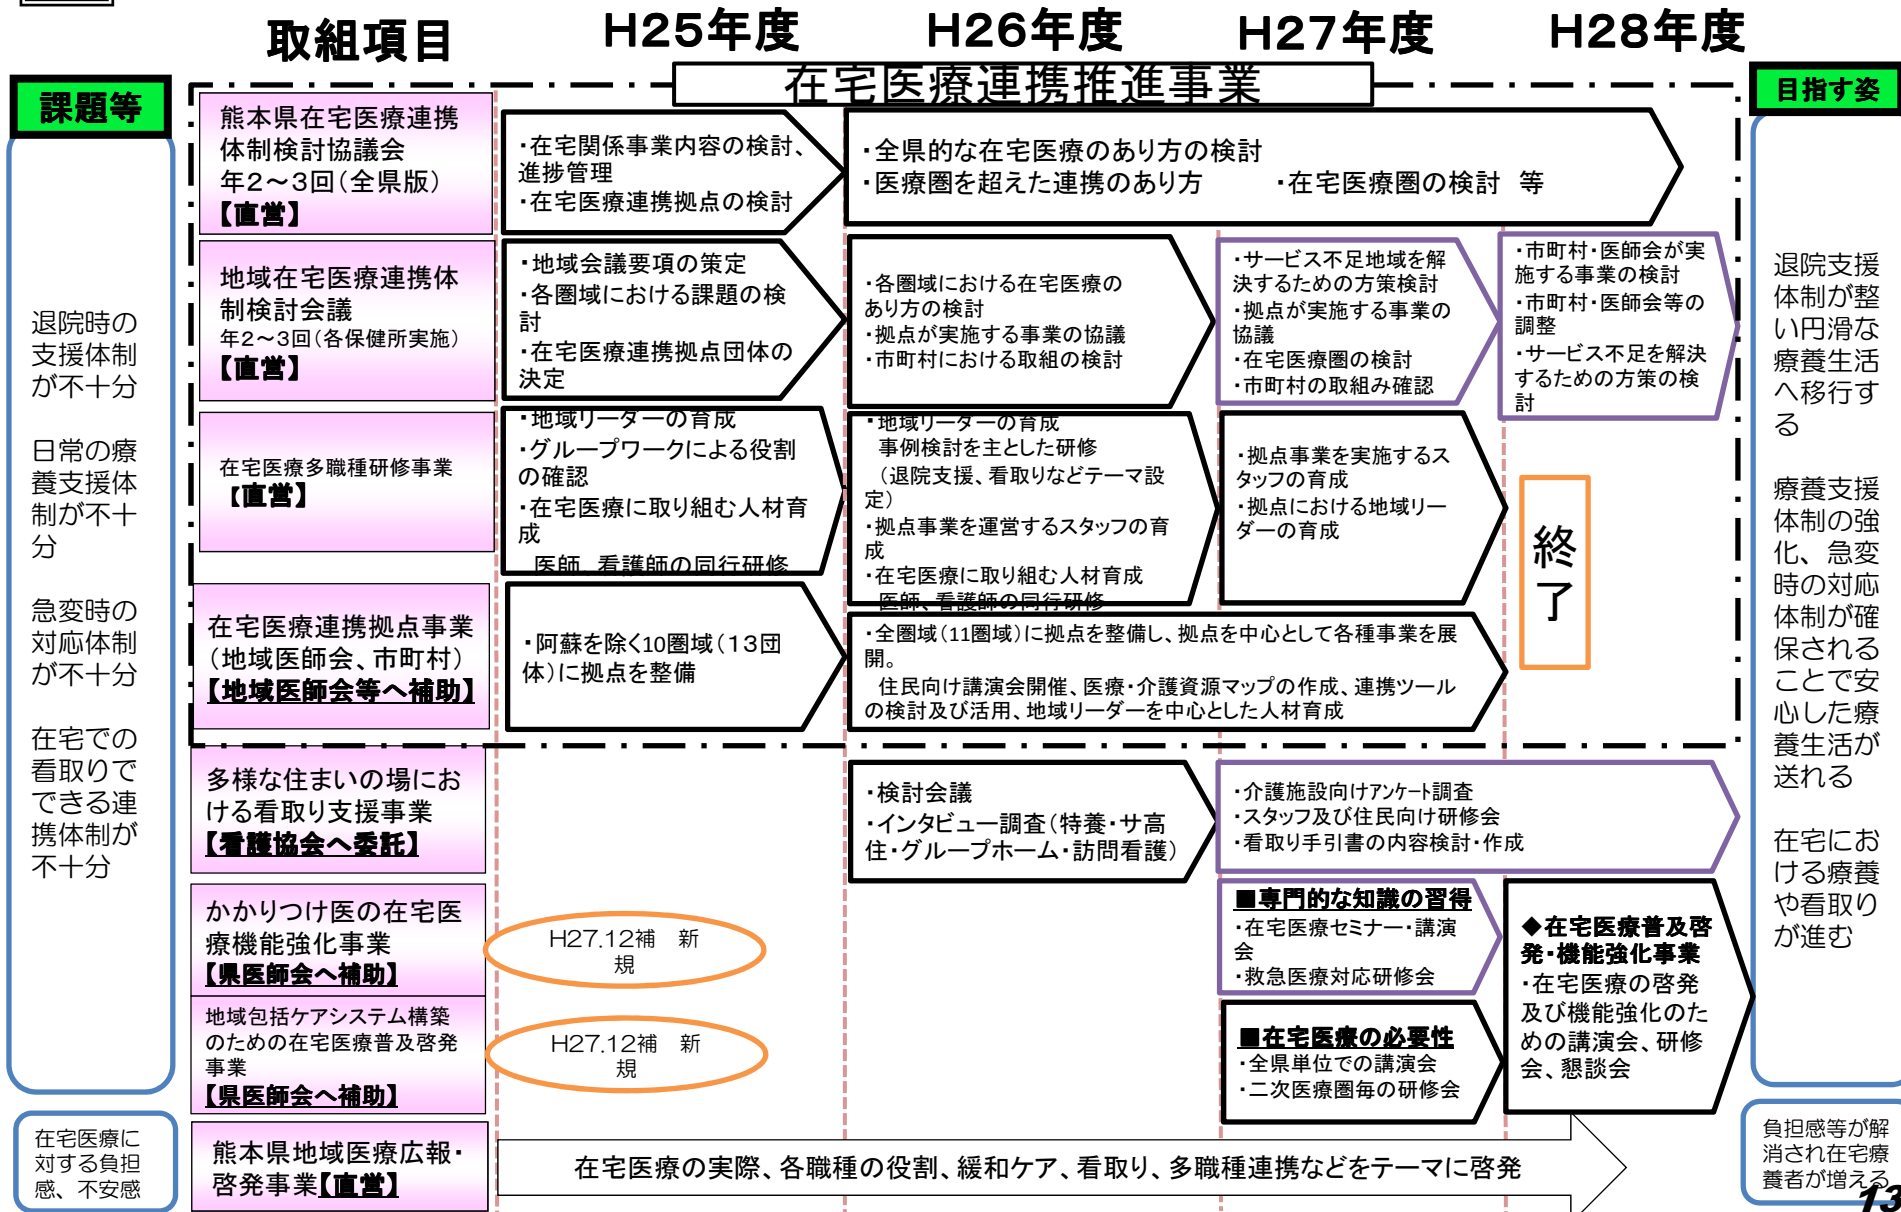 取組項目
H25年度
H26年度
H27年度
H28年度
在宅医療連携推進事業
課題等
退院時の
支援体制
が不十分
日常の療
養支援体
制が不十
分
急変時の
対応体制
が不十分
在宅での
看取りで
できる連
携体制が
不十分
在宅医療に
対する負担
感、不安感
熊本県在宅医療連携
体制検討協議会
年2～3回(全県版)
【直営】
・在宅関係事業内容の検討、
進捗管理
・在宅医療連携拠点の検討
・全県的な在宅医療のあり方の検討
・医療圏を超えた連携のあり方　　・在宅医療圏の検討　等
地域在宅医療連携体
制検討会議
年2～3回(各保健所実施)
【直営】
・地域会議要項の策定
・各圏域における課題の検
討
・在宅医療連携拠点団体の
決定
・各圏域における在宅医療の
あり方の検討
・拠点が実施する事業の協議
・市町村における取組の検討
・サービス不足地域を解
決するための方策検討
・拠点が実施する事業の
協議
・在宅医療圏の検討
・市町村の取組み確認
・市町村・医師会が実
施する事業の検討
・市町村・医師会等の
調整
・サービス不足を解決
するための方策の検
討
在宅医療多職種研修事業
【直営】
・地域リーダーの育成
・グループワークによる役割
の確認
・在宅医療に取り組む人材育
成
医師、看護師の同行研修
・地域リーダーの育成
事例検討を主とした研修
(退院支援、看取りなどテーマ設
定)
・拠点事業を運営するスタッフの育
成
・在宅医療に取り組む人材育成
医師、看護師の同行研修
・拠点事業を実施するス
タッフの育成
・拠点における地域リー
ダーの育成
終
了
在宅医療連携拠点事業
(地域医師会、市町村)
【地域医師会等へ補助】
・阿蘇を除く10圏域(13団
体)に拠点を整備
・全圏域(11圏域)に拠点を整備し、拠点を中心として各種事業を展
開。
住民向け講演会開催、医療・介護資源マップの作成、連携ツール
の検討及び活用、地域リーダーを中心とした人材育成
多様な住まいの場にお
ける看取り支援事業
【看護協会へ委託】
・検討会議
・インタビュー調査(特養・サ高
住・グループホーム・訪問看護)
・介護施設向けアンケート調査
・スタッフ及び住民向け研修会
・看取り手引書の内容検討・作成
かかりつけ医の在宅医
療機能強化事業
【県医師会へ補助】
H27.12補　新
規
■専門的な知識の習得
・在宅医療セミナー・講演
会
・救急医療対応研修会
◆在宅医療普及啓
発・機能強化事業
・在宅医療の啓発
及び機能強化のた
めの講演会、研修
会、懇談会
地域包括ケアシステム構築
のための在宅医療普及啓発
事業
【県医師会へ補助】
H27.12補　新
規
■在宅医療の必要性
・全県単位での講演会
・二次医療圏毎の研修会
熊本県地域医療広報・
啓発事業【直営】
在宅医療の実際、各職種の役割、緩和ケア、看取り、多職種連携などをテーマに啓発
目指す姿
退院支援
体制が整
い円滑な
療養生活
へ移行す
る
療養支援
体制の強
化、急変
時の対応
体制が確
保される
ことで安
心した療
養生活が
送れる
在宅にお
ける療養
や看取り
が進む
負担感等が解
消され在宅療
養者が増える
13